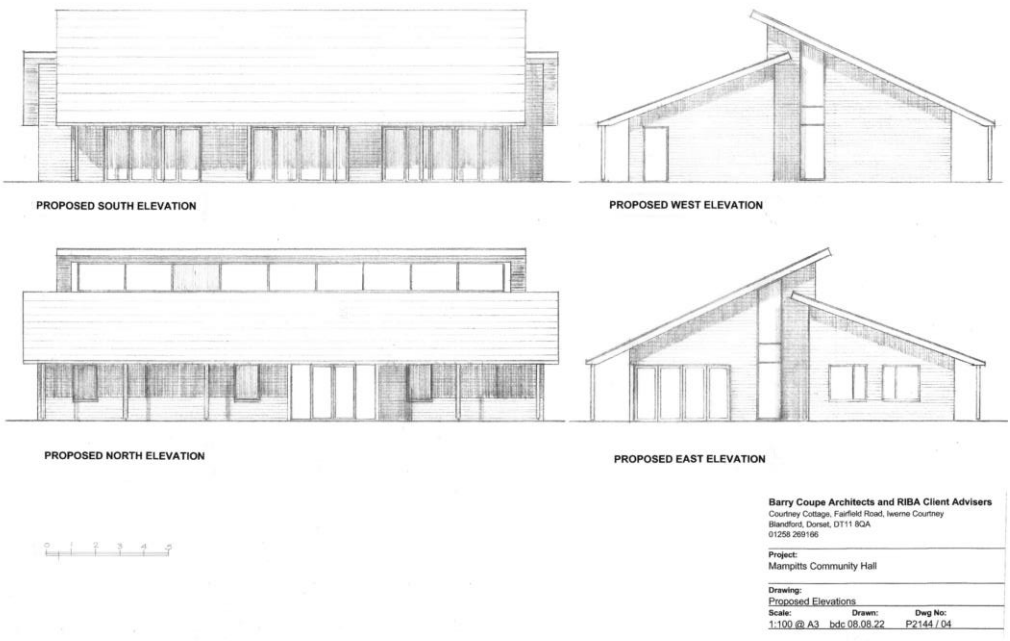 PROPOSED SOUTH ELEVATION
PROPOSED WEST ELEVATION
PROPOSED NORTH ELEVATION
PROPOSED EAST ELEVATION
0 1 2 3 4 5
Barry Coupe Architects and RIBA Client Advisers
Courtney Cottage, Fairfield Road, Iwerne Courtney
Blandford, Dorset, DT11 8QA
01258 269166
Project:
Mampitts Community Hall
Drawing:
Proposed Elevations
Scale: Drawn: Dwg No:
1:100 @ A3 bdc 08.08.22 P2144 / 04